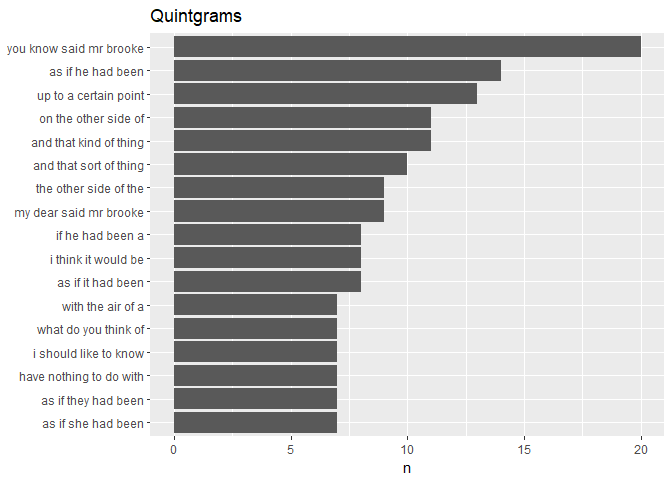 Quintgrams
you know said mr brooke
as if he had been
up to a certain point
on the other side of
and that kind of thing
and that sort of thing
the other side of the
my dear said mr brooke
if he had been a
i think it would be
as if it had been
with the air of a
what do you think of
i should like to know
have nothing to do with
as if they had been
as if she had been
0 5 10 15 20
n